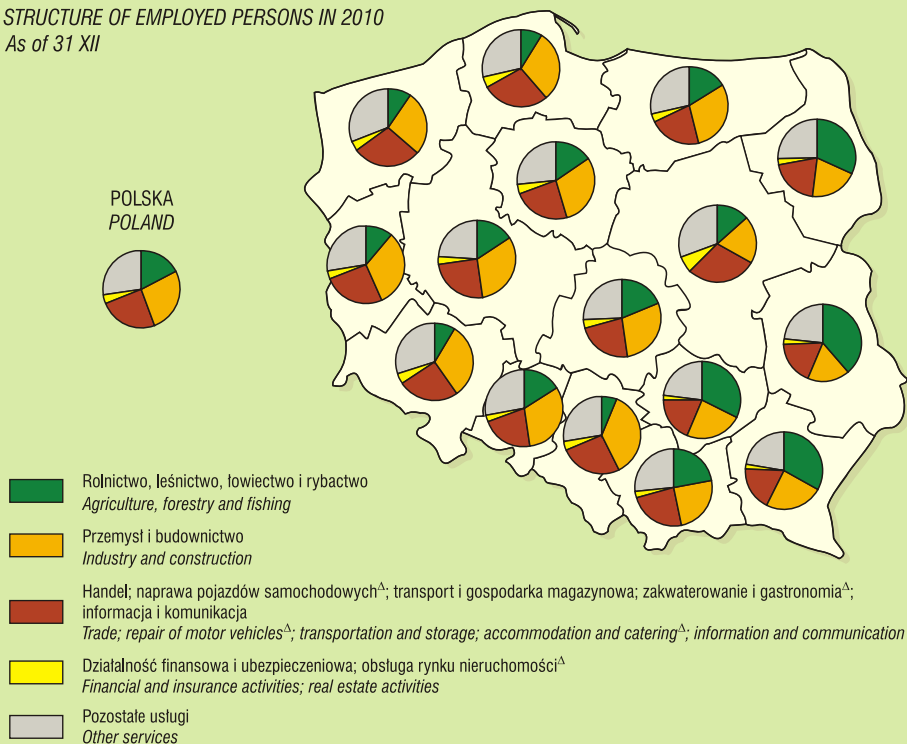 STRUCTURE OF EMPLOYED PERSONS IN 2010
As of 31 XII
POLSKA
POLAND
Rolnictwo, leśnictwo, łowiectwo i rybactwo
Agriculture, forestry and fishing
Przemysł i budownictwo
Industry and construction
Handel; naprawa pojazdów samochodowych^Δ; transport i gospodarka magazynowa; zakwaterowanie i gastronomia^Δ;
informacja i komunikacja
Trade; repair of motor vehicles^Δ; transportation and storage; accommodation and catering^Δ; information and communication
Działalność finansowa i ubezpieczeniowa; obsługa rynku nieruchomości^Δ
Financial and insurance activities; real estate activities
Pozostałe usługi
Other services